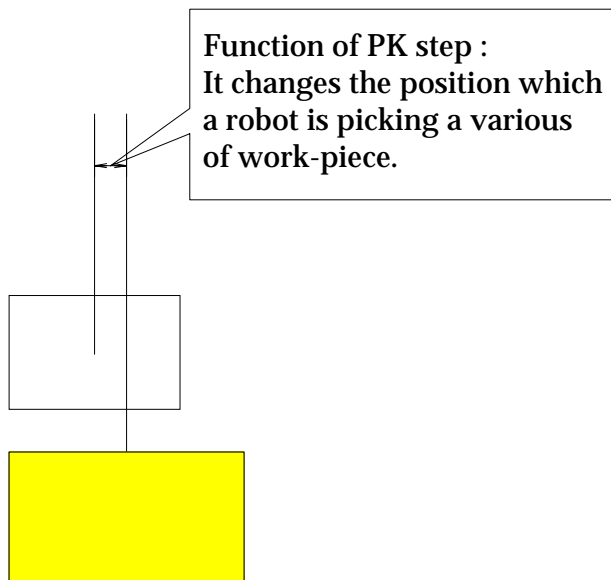 Function of PK step :
It changes the position which
a robot is picking a various
of work-piece.